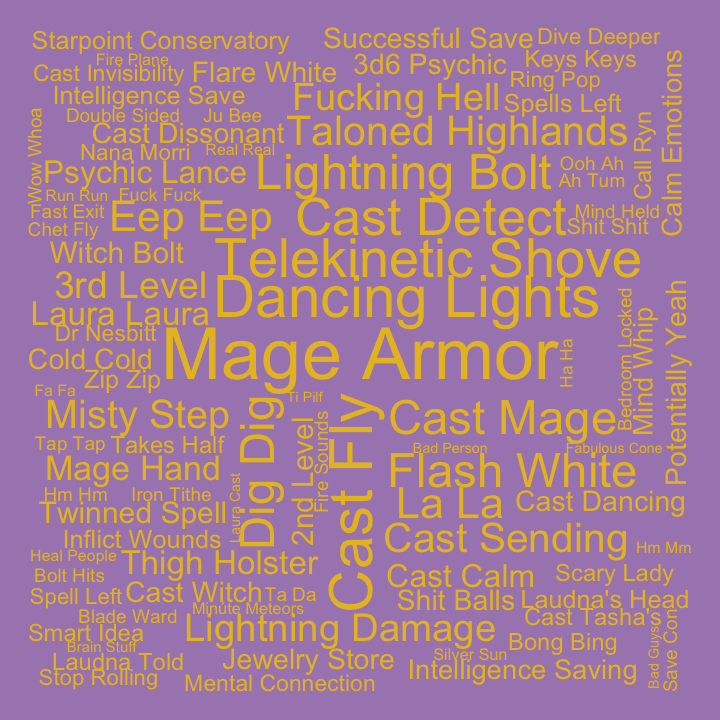 Starpoint Conservatory
Successful Save
Dive Deeper
Fire Plane
3d6 Psychic
Keys Keys
Cast Invisibility
Flare White
Ring Pop
Intelligence Save
Fucking Hell
Spells Left
Double Sided
Ju Bee
Cast Dissonant
Taloned Highlands
Call Ryn
Calm Emotions
Wow Whoa
Nana Morri
Real Real
Psychic Lance
Lightning Bolt
Ooh Ah
Ah Tum
Run Run
Fuck Fuck
Fast Exit
Eep Eep
Cast Detect
Mind Held
Chet Fly
Shit Shit
Witch Bolt
Telekinetic Shove
3rd Level
Dancing Lights
Laura Laura
Bedroom Locked
Mind Whip
Potentially Yeah
Dr Nesbitt
Mage Armor
Ha Ha
Cold Cold
Zip Zip
Fa Fa
Ti Pilf
Misty Step
Dig Dig
Cast Fly
Cast Mage
2nd Level
Fire Sounds
Tap Tap
Takes Half
Bad Person
Fabulous Cone
Mage Hand
Flash White
Hm Hm
Iron Tithe
Laura Cast
La La
Cast Dancing
Twinned Spell
Inflict Wounds
Cast Sending
Hm Mm
Heal People
Thigh Holster
Bolt Hits
Cast Calm
Scary Lady
Spell Left
Cast Witch
Ta Da
Shit Balls
Laudna's Head
Blade Ward
Minute Meteors
Cast Tasha's
Smart Idea
Lightning Damage
Bong Bing
Bad Guys
Save Con
Brain Stuff
Laudna Told
Jewelry Store
Silver Sun
Intelligence Saving
Stop Rolling
Mental Connection